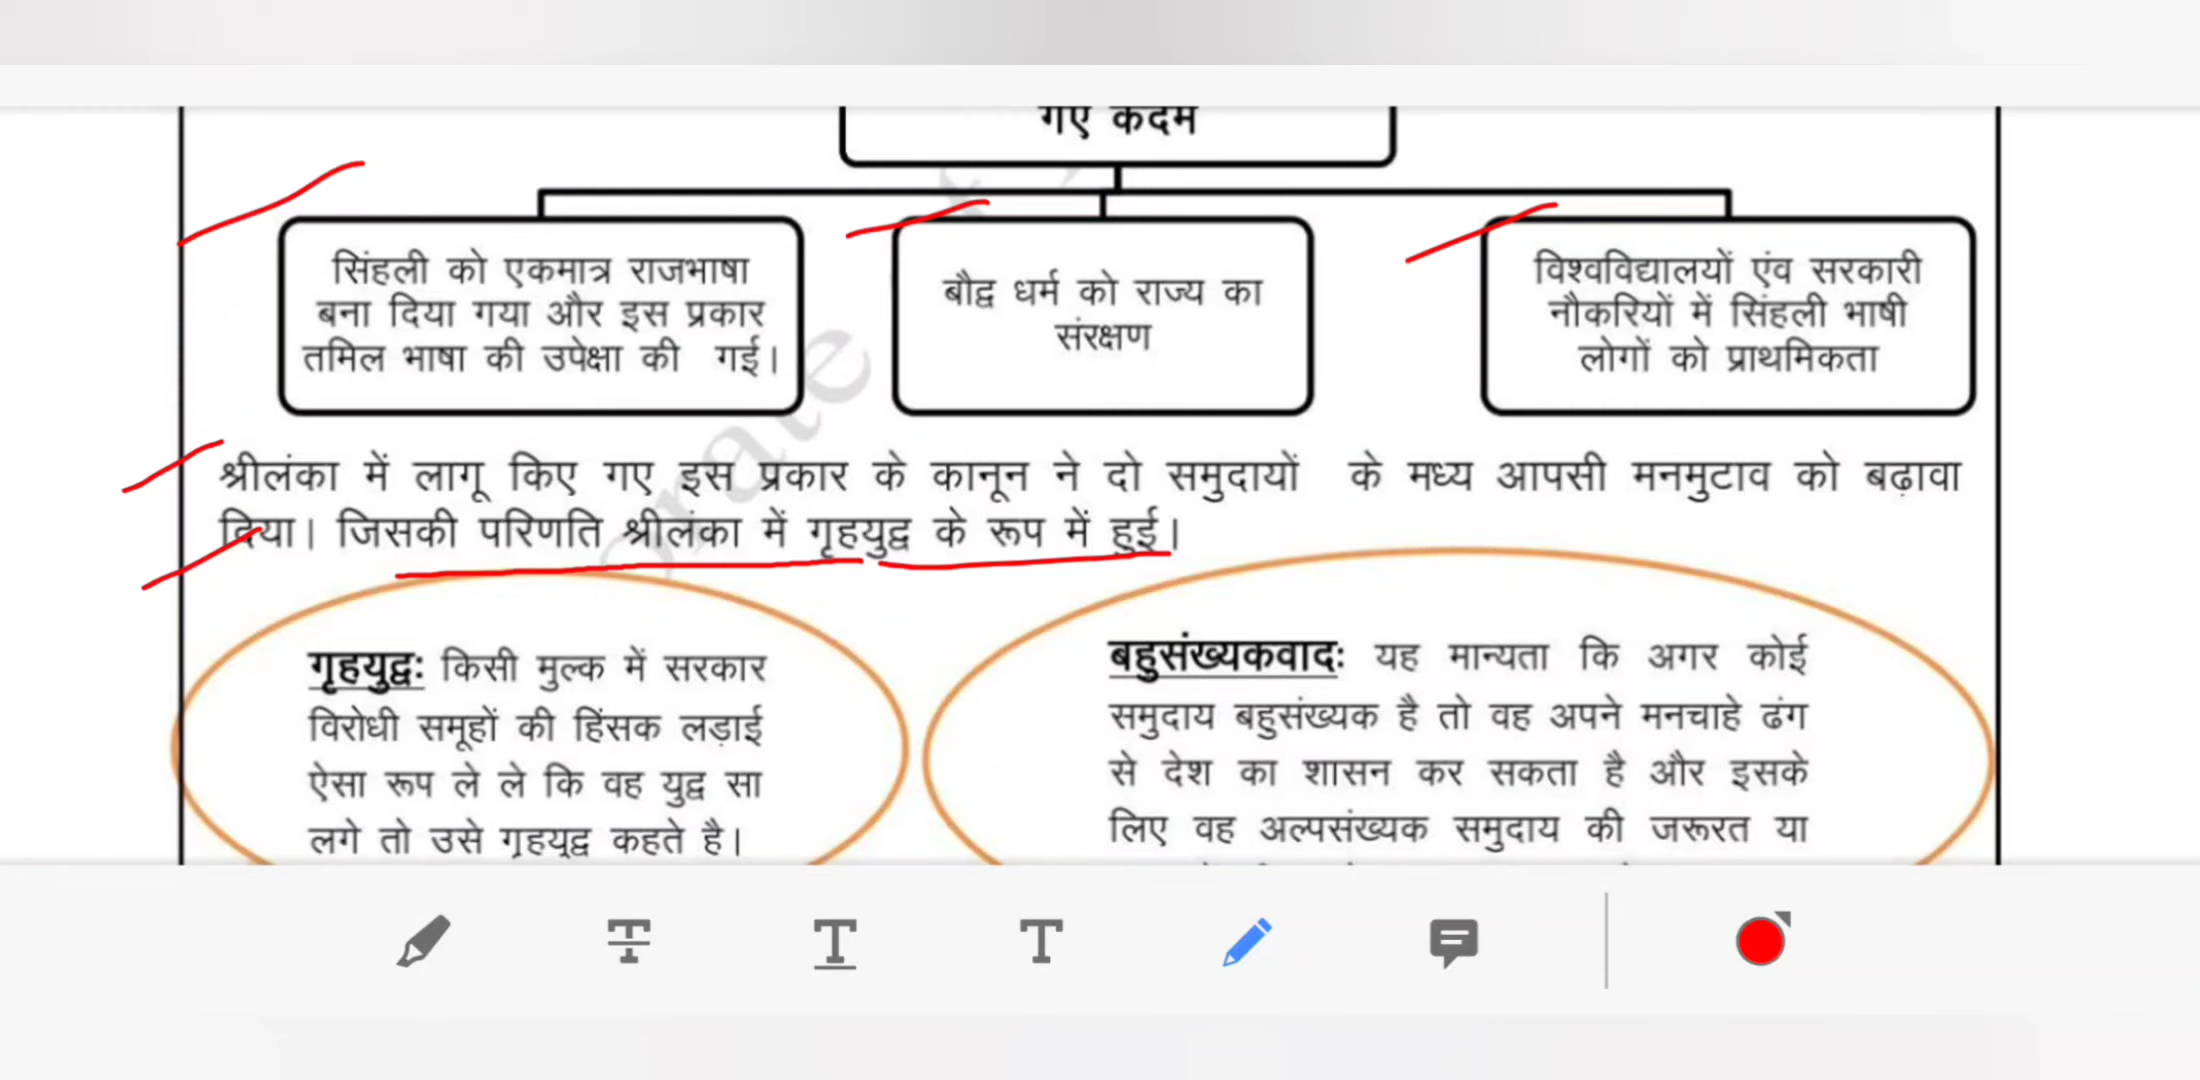 गए कदम
सिंहली को एकमात्र राजभाषा
बना दिया गया और इस प्रकार
तमिल भाषा की उपेक्षा की गई।
बौद्व धर्म को राज्य का
संरक्षण
विश्वविद्यालयों एंव सरकारी
नौकरियों में सिंहली भाषी
लोगों को प्राथमिकता
श्रीलंका में लागू किए गए इस प्रकार के कानून ने दो समुदायों के मध्य आपसी मनमुटाव को बढ़ावा
दिया। जिसकी परिणति श्रीलंका में गृहयुद्व के रूप में हुई।
गृहयुद्वः किसी मुल्क में सरकार
विरोधी समूहों की हिंसक लड़ाई
ऐसा रूप ले ले कि वह युद्व सा
लगे तो उसे गृहयुद्व कहते है।
बहुसंख्यकवादः यह मान्यता कि अगर कोई
समुदाय बहुसंख्यक है तो वह अपने मनचाहे ढंग
से देश का शासन कर सकता है और इसके
लिए वह अल्पसंख्यक समुदाय की जरूरत या